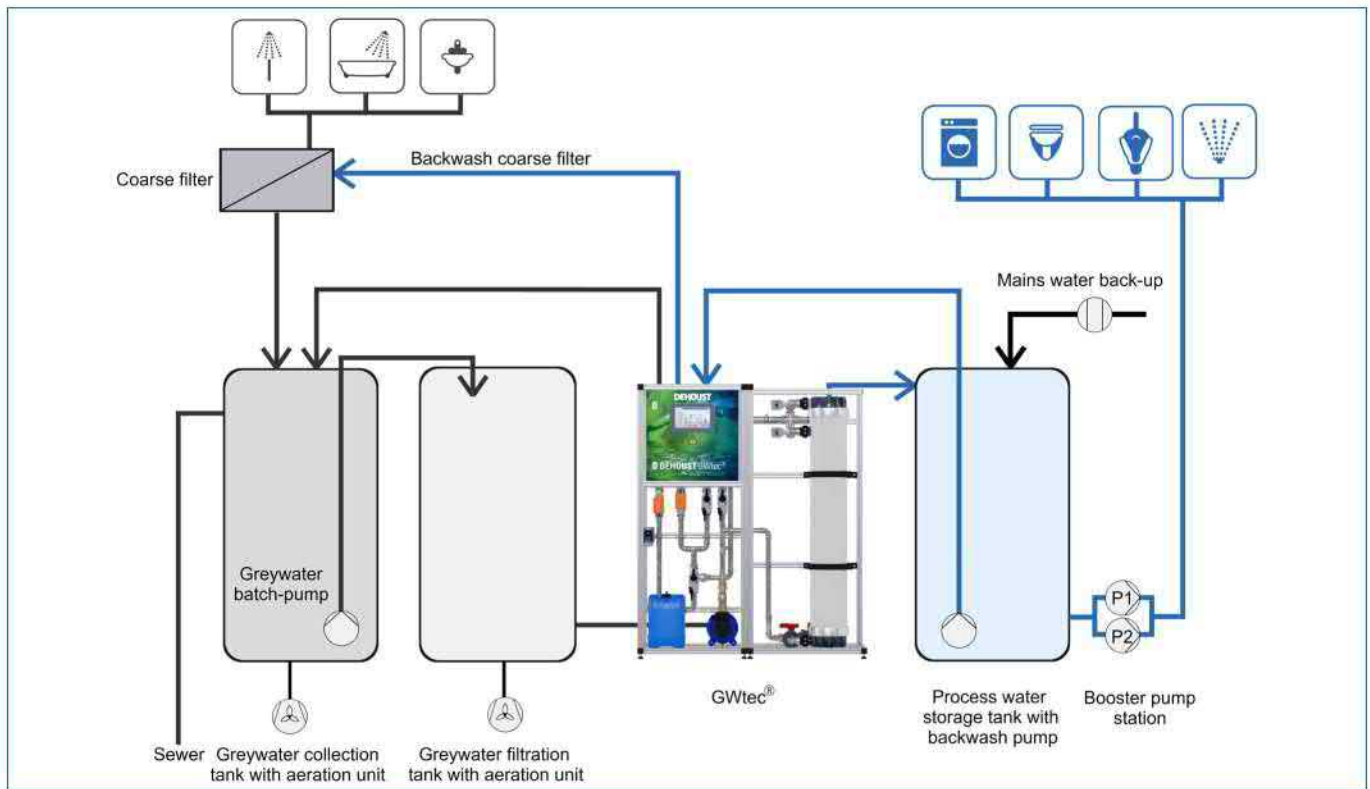 Backwash coarse filter
Coarse filter
Mains water back-up
DEHOUST
DEHOUST GWtec®
Greywater
batch-pump
P1
P2
GWtec®
Process water
storage tank with
backwash pump
Booster pump
station
Sewer
Greywater collection
tank with aeration unit
Greywater filtration
tank with aeration unit